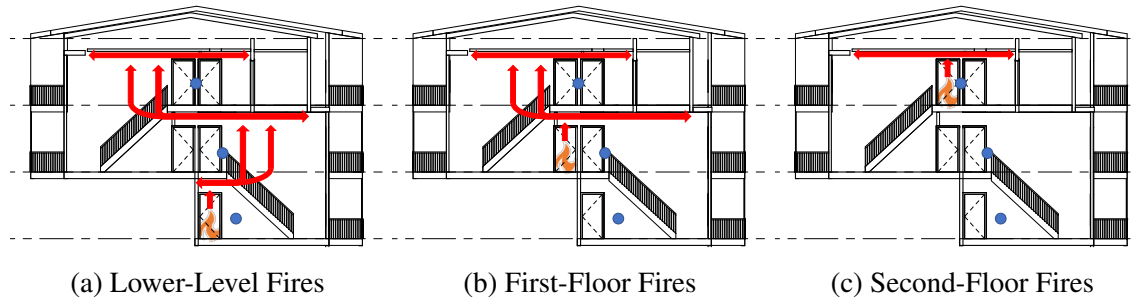 (a) Lower-Level Fires
(b) First-Floor Fires
(c) Second-Floor Fires